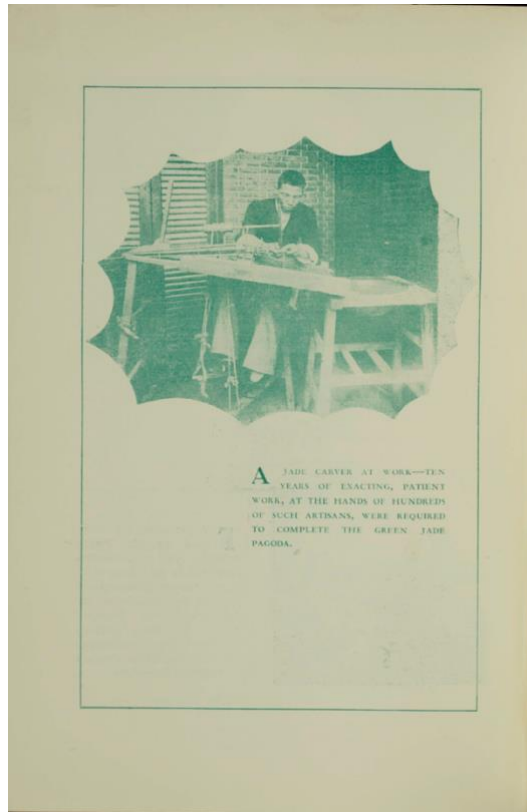 A JADE CARVER AT WORK—TEN
YEARS OF EXACTING, PATIENT
WORK, AT THE HANDS OF HUNDREDS
OF SUCH ARTISANS, WERE REQUIRED
TO COMPLETE THE GREEN JADE
PAGODA.